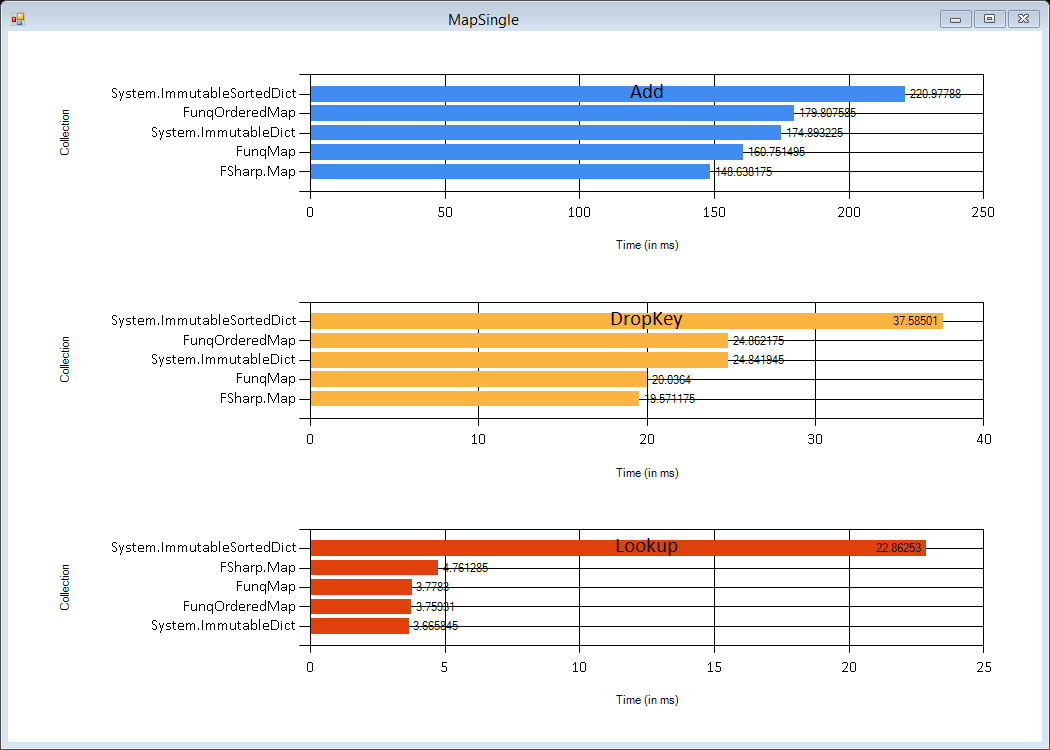 MapSingle
Add
Collection
System.ImmutableSortedDict 220.97788
FunqOrderedMap 179.807585
System.ImmutableDict 174.893225
FunqMap 160.751495
FSharp.Map 148.638175
0 50 100 150 200 250
Time (in ms)
DropKey
Collection
System.ImmutableSortedDict 37.58501
FunqOrderedMap 24.862175
System.ImmutableDict 24.841945
FunqMap 20.0364
FSharp.Map 19.571175
0 10 20 30 40
Time (in ms)
Lookup
Collection
System.ImmutableSortedDict 22.86253
FSharp.Map 4.761285
FunqMap 3.7783
FunqOrderedMap 3.75931
System.ImmutableDict 3.665845
0 5 10 15 20 25
Time (in ms)